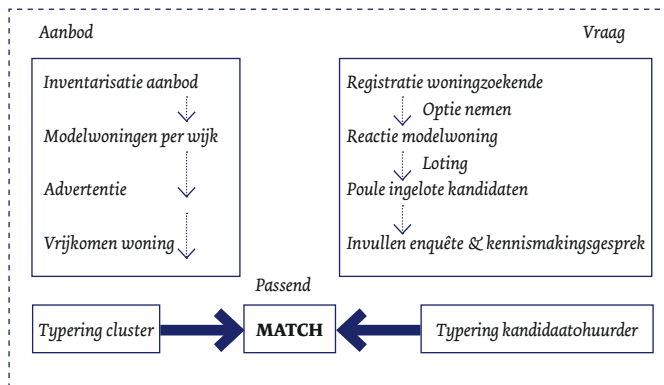 Aanbod
Vraag
Inventarisatie aanbod
Modelwoningen per wijk
Advertentie
Vrijkomen woning
Registratie woningzoekende
Optie nemen
Reactie modelwoning
Loting
Poule ingelote kandidaten
Invullen enquête & kennismakingsgesprek
Passend
Typering cluster
MATCH
Typering kandidaatohuurder